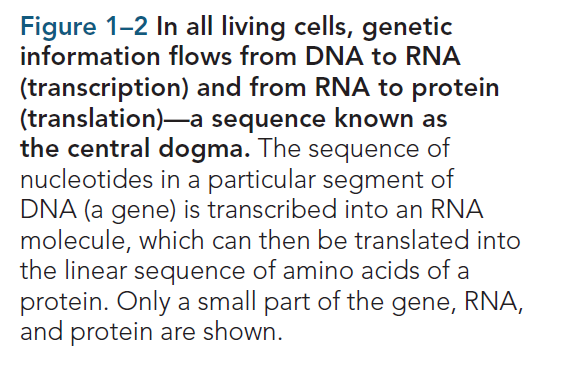 Figure 1–2 In all living cells, genetic
information flows from DNA to RNA
(transcription) and from RNA to protein
(translation)—a sequence known as
the central dogma. The sequence of
nucleotides in a particular segment of
DNA (a gene) is transcribed into an RNA
molecule, which can then be translated into
the linear sequence of amino acids of a
protein. Only a small part of the gene, RNA,
and protein are shown.